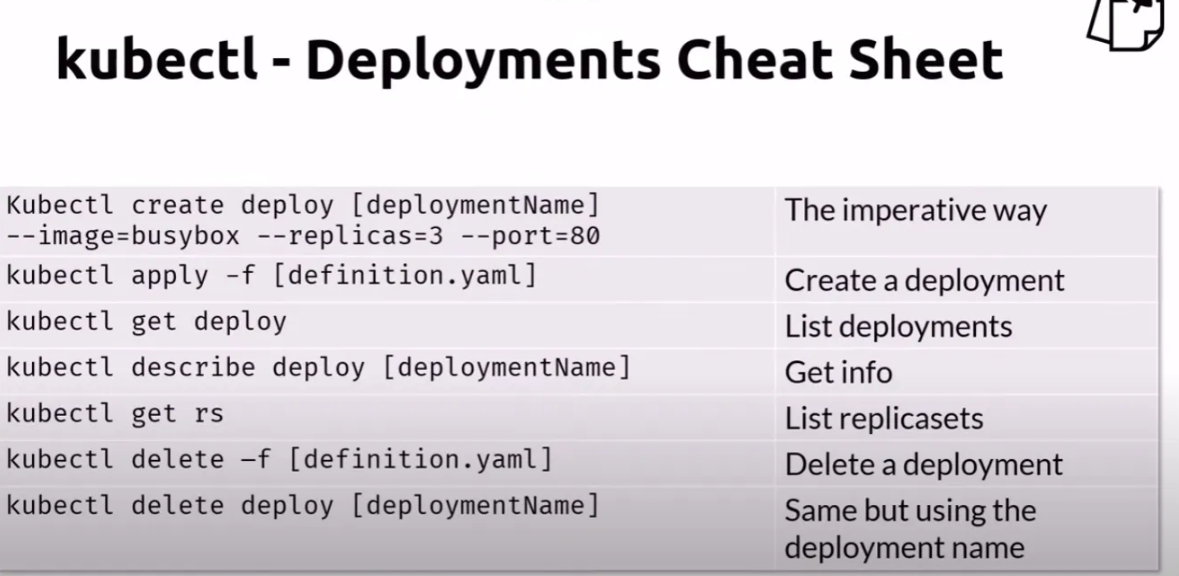 kubectl - Deployments Cheat Sheet
Kubectl create deploy [deploymentName]
--image=busybox --replicas=3 --port=80
The imperative way
kubectl apply -f [definition.yaml]
Create a deployment
kubectl get deploy
List deployments
kubectl describe deploy [deploymentName]
Get info
kubectl get rs
List replicasets
kubectl delete –f [definition.yaml]
Delete a deployment
kubectl delete deploy [deploymentName]
Same but using the
deployment name